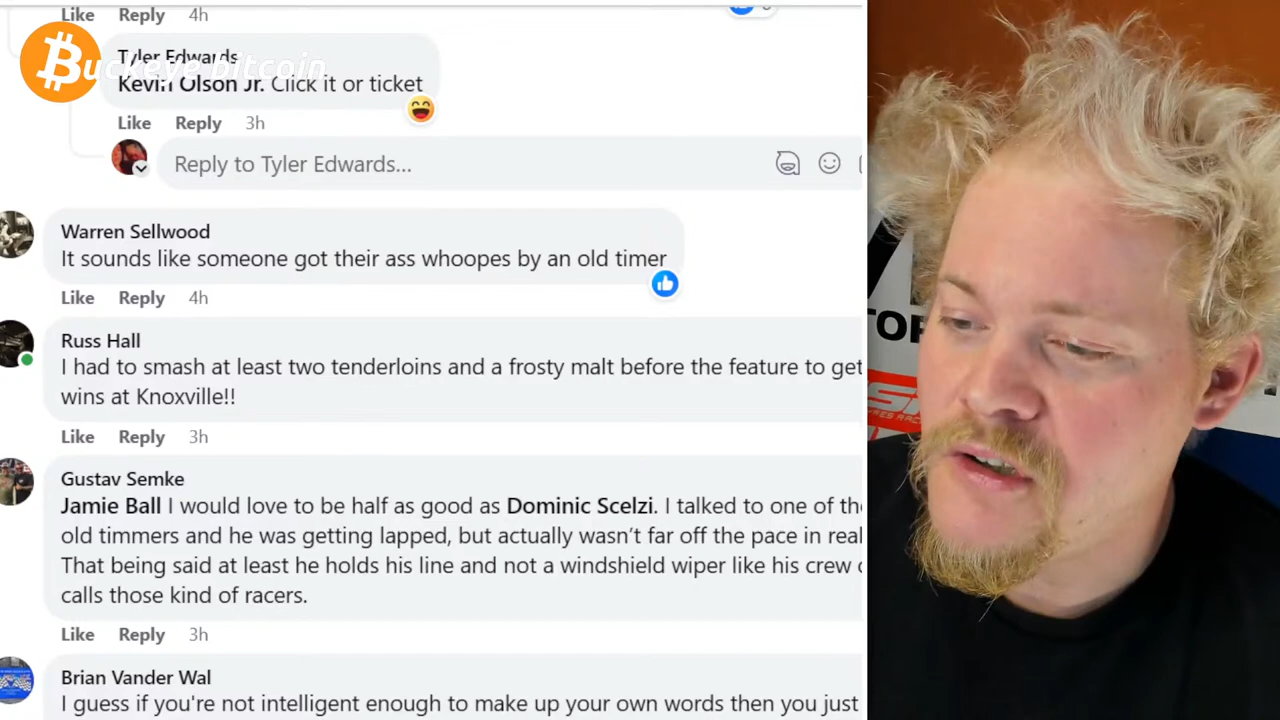 Like Reply 4h
Tyler Edwards
Buckeye bitcoin
Kevin Olson Jr. Click it or ticket
Like Reply 3h
Reply to Tyler Edwards...
Warren Sellwood
It sounds like someone got their ass whoopes by an old timer
Like Reply 4h
Russ Hall
I had to smash at least two tenderloins and a frosty malt before the feature to get
wins at Knoxville!!
Like Reply 3h
Gustav Semke
Jamie Ball I would love to be half as good as Dominic Scelzi. I talked to one of the
old timmers and he was getting lapped, but actually wasn't far off the pace in real
That being said at least he holds his line and not a windshield wiper like his crew
calls those kind of racers.
Like Reply 3h
Brian Vander Wal
I guess if you're not intelligent enough to make up your own words then you just